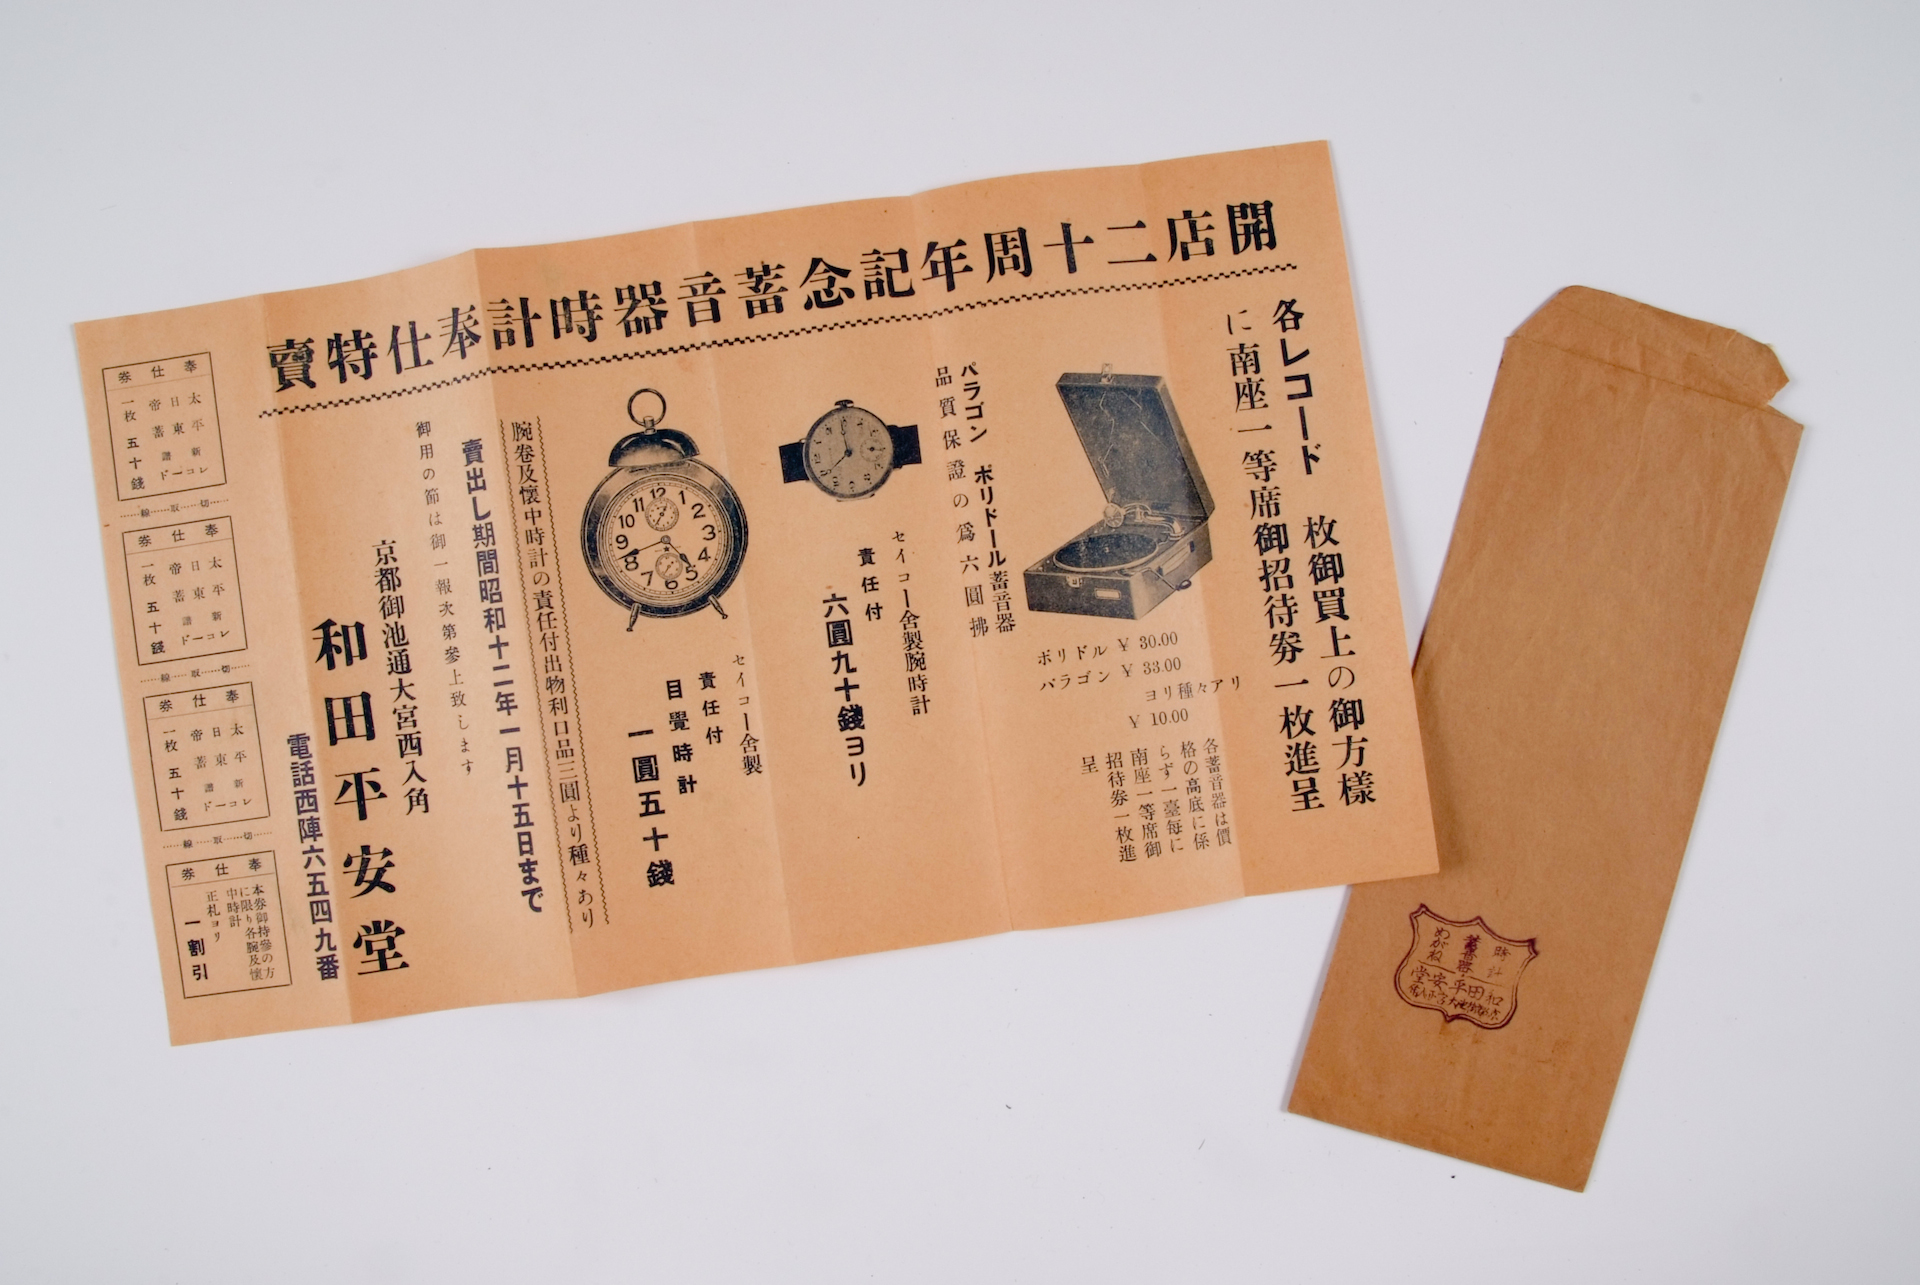 開店二十周年記念蓄音器時計奉仕特賣
各レコード 枚御買上の御方樣
に南座一等席御招待券一枚進呈
ポリドル ¥ 30.00
パラゴン ¥ 33.00
ヨリ種々アリ
¥ 10.00
各蓄音器は價
格の高底に係
らず一臺毎に
南座一等席御
招待券一枚進
呈
パラゴン ポリドール蓄音器
品質保證の爲六圓拂
セイコー舍製腕時計
責任付
六圓九十錢ヨリ
セイコー舍製
責任付
目覺時計
一圓五十錢
腕卷及懷中時計の責任付出物利口品三圓より種々あり
賣出し期間昭和十二年一月十五日まで
御用の節は御一報次第參上致します
京都御池通大宮西入角
和田平安堂
電話西陣六五四九番
奉仕券
太平
日東
帝蓄
新譜
レコード
一枚五十錢
切取線
奉仕券
太平
日東
帝蓄
新譜
レコード
一枚五十錢
切取線
奉仕券
太平
日東
帝蓄
新譜
レコード
一枚五十錢
切取線
奉仕券
本券御持參の方
に限り各腕及懷
中時計
正札ヨリ
一割引
時計
蓄音器
めがね
和田平安堂